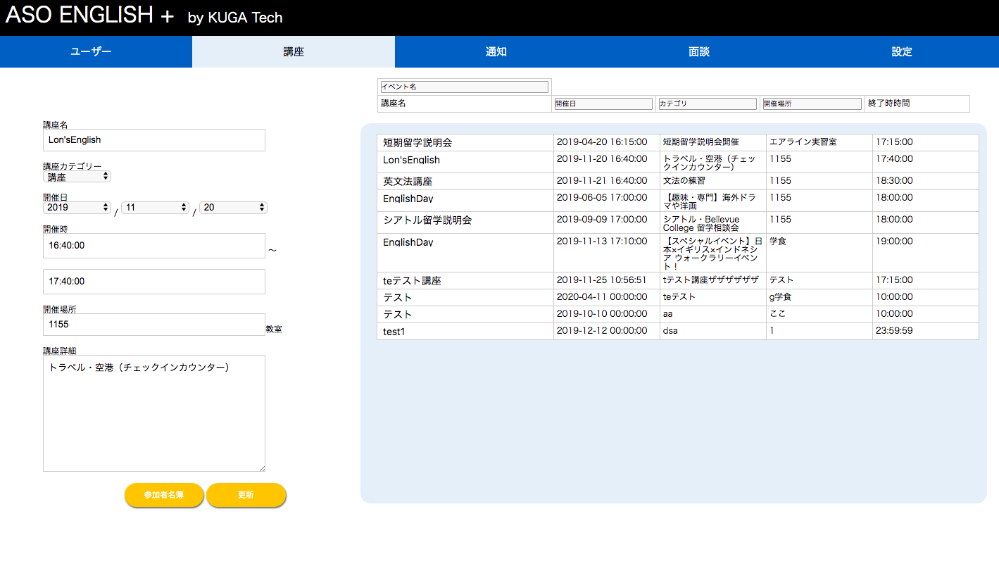 ASO ENGLISH + by KUGA Tech
ユーザー 講座 通知 面談 設定
講座名
Lon'sEnglish
講座カテゴリー
講座
開催日
2019 / 11 / 20
開催時
16:40:00 〜
17:40:00
開催場所
1155 教室
講座詳細
トラベル・空港（チェックインカウンター）
参加者名簿 更新
イベント名
講座名 開催日 カテゴリ 開催場所 終了時時間
短期留学説明会 2019-04-20 16:15:00 短期留学説明会開催 エアライン実習室 17:15:00
Lon'sEnglish 2019-11-20 16:40:00 トラベル・空港（チェッ 1155 17:40:00
クインカウンター）
英文法講座 2019-11-21 16:40:00 文法の練習 1155 18:30:00
EnglishDay 2019-06-05 17:00:00 【趣味・専門】海外ドラ 1155 18:00:00
マや洋画
シアトル留学説明会 2019-09-09 17:00:00 シアトル・Bellevue 1155 18:00:00
College 留学相談会
EnglishDay 2019-11-13 17:10:00 【スペシャルイベント】日 学食 19:00:00
本×イギリス×インドネシ
ア ウォークラリーイベン
ト！
teテスト講座 2019-11-25 10:56:51 tテスト講座ザザザザザザ テスト 17:15:00
テスト 2020-04-11 00:00:00 teテスト g学食 10:00:00
テスト 2019-10-10 00:00:00 aa ここ 10:00:00
test1 2019-12-12 00:00:00 dsa 1 23:59:59